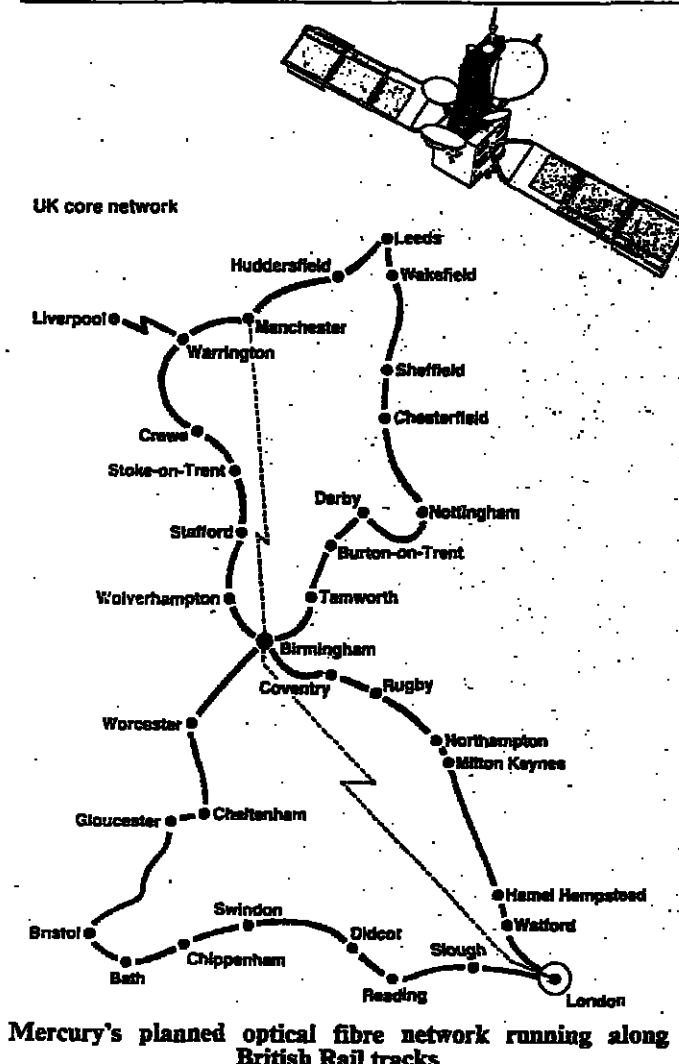 UK core network
Leeds
Huddersfield
Wakefield
Liverpool
Manchester
Warrington
Sheffield
Chesterfield
Crewe
Stoke-on-Trent
Derby
Nottingham
Stafford
Burton-on-Trent
Wolverhampton
Tamworth
Birmingham
Coventry
Rugby
Worcester
Northampton
Milton Keynes
Gloucester
Cheltenham
Hemel Hempstead
Swindon
Watford
Bristol
Didcot
Slough
Chippenham
Bath
Reading
London
Mercury's planned optical fibre network running along
British Rail tracks